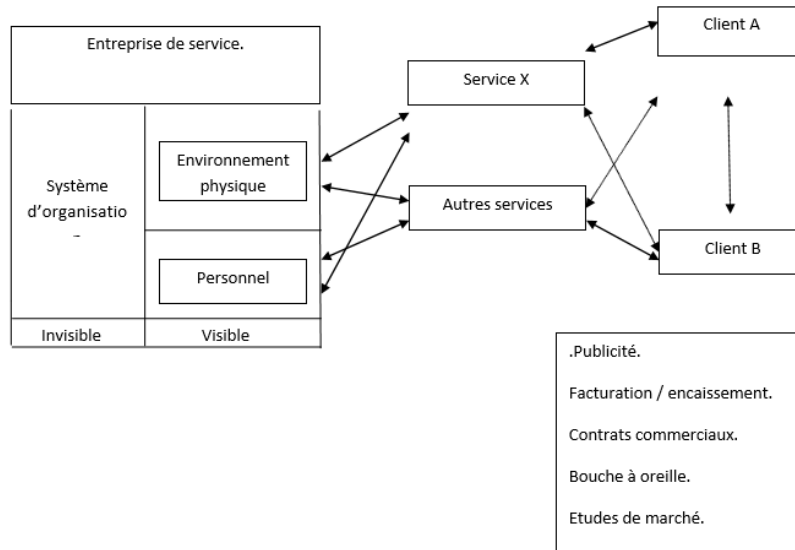 Entreprise de service.
Client A
Service X
Environnement
physique
Système
d'organisatio
Autres services
Personnel
Client B
Invisible
Visible
.Publicité.
Facturation / encaissement.
Contrats commerciaux.
Bouche à oreille.
Etudes de marché.